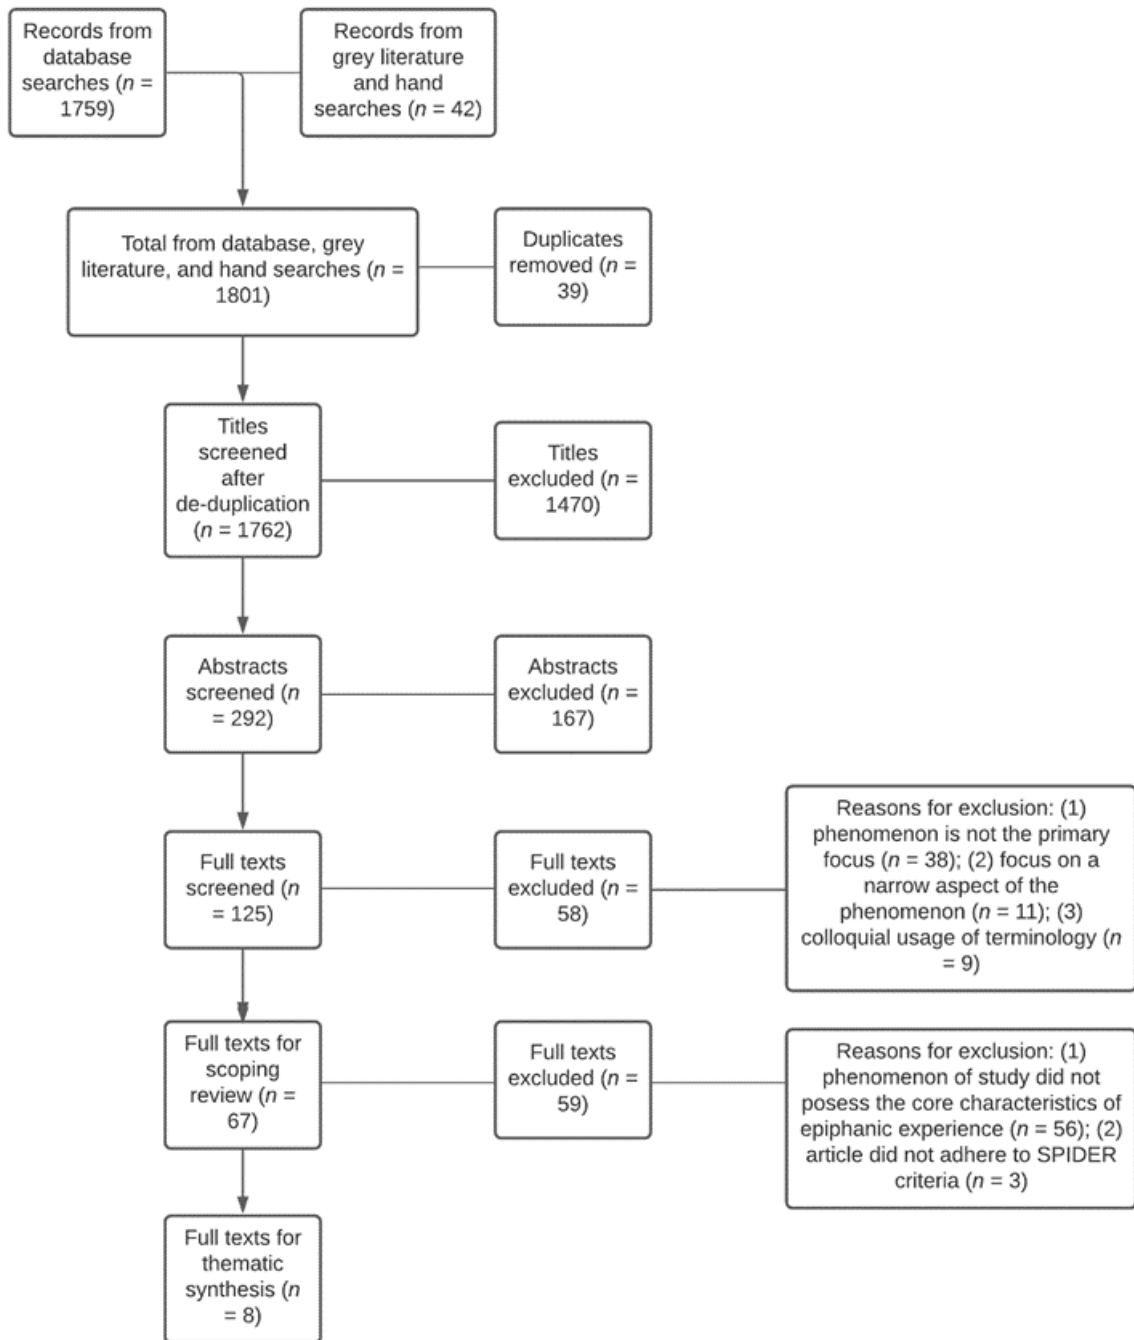 Records from
database
searches (n =
1759)
Records from
grey literature
and hand
searches (n = 42)
Total from database, grey
literature, and hand searches (n =
1801)
Duplicates
removed (n =
39)
Titles
screened
after
de-duplication
(n = 1762)
Titles
excluded (n =
1470)
Abstracts
screened (n
= 292)
Abstracts
excluded (n =
167)
Full texts
screened (n =
125)
Full texts
excluded (n =
58)
Reasons for exclusion: (1)
phenomenon is not the primary
focus (n = 38); (2) focus on a
narrow aspect of the
phenomenon (n = 11); (3)
colloquial usage of terminology (n
= 9)
Full texts for
scoping
review (n =
67)
Full texts
excluded (n =
59)
Reasons for exclusion: (1)
phenomenon of study did not
posess the core characteristics of
epiphanic experience (n = 56); (2)
article did not adhere to SPIDER
criteria (n = 3)
Full texts for
thematic
synthesis (n
= 8)